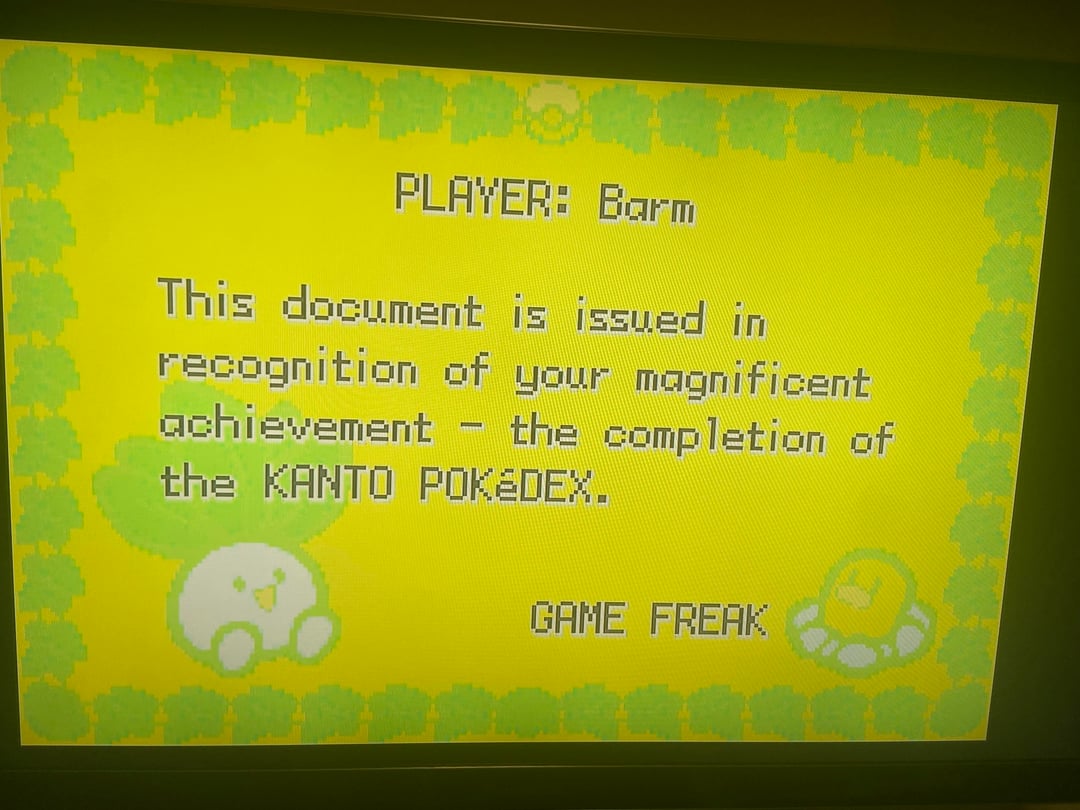 PLAYER: Barm
This document is issued in
recognition of your magnificent
achievement – the completion of
the KANTO POKéDEX.
GAME FREAK